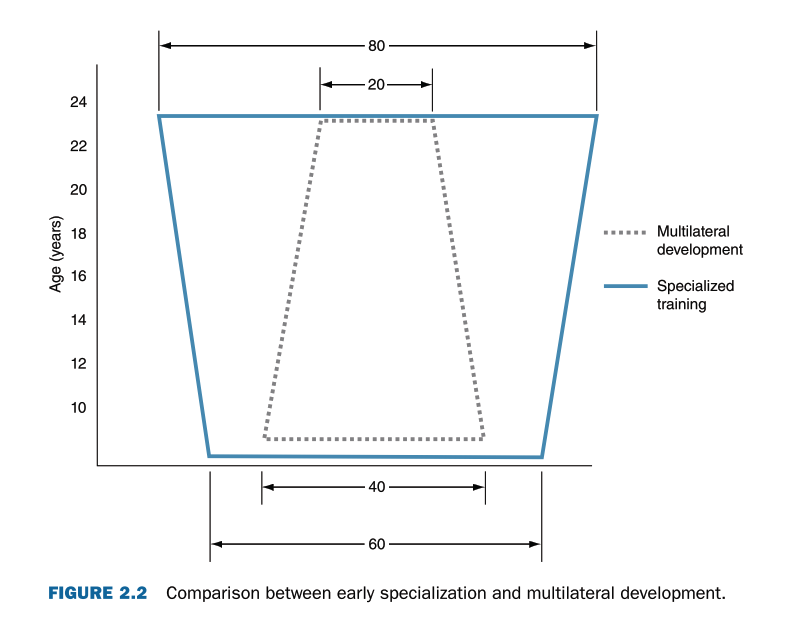 80
20
24
22
20
18
16
14
12
10
Age (years)
Multilateral
development
Specialized
training
40
60
FIGURE 2.2 Comparison between early specialization and multilateral development.